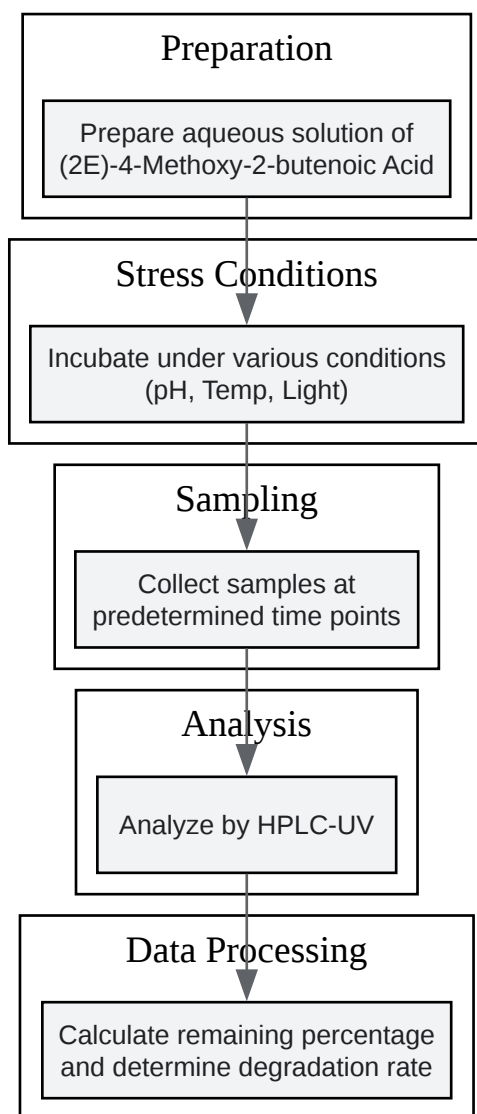 Preparation
Prepare aqueous solution of
(2E)-4-Methoxy-2-butenoic Acid
Stress Conditions
Incubate under various conditions
(pH, Temp, Light)
Sampling
Collect samples at
predetermined time points
Analysis
Analyze by HPLC-UV
Data Processing
Calculate remaining percentage
and determine degradation rate